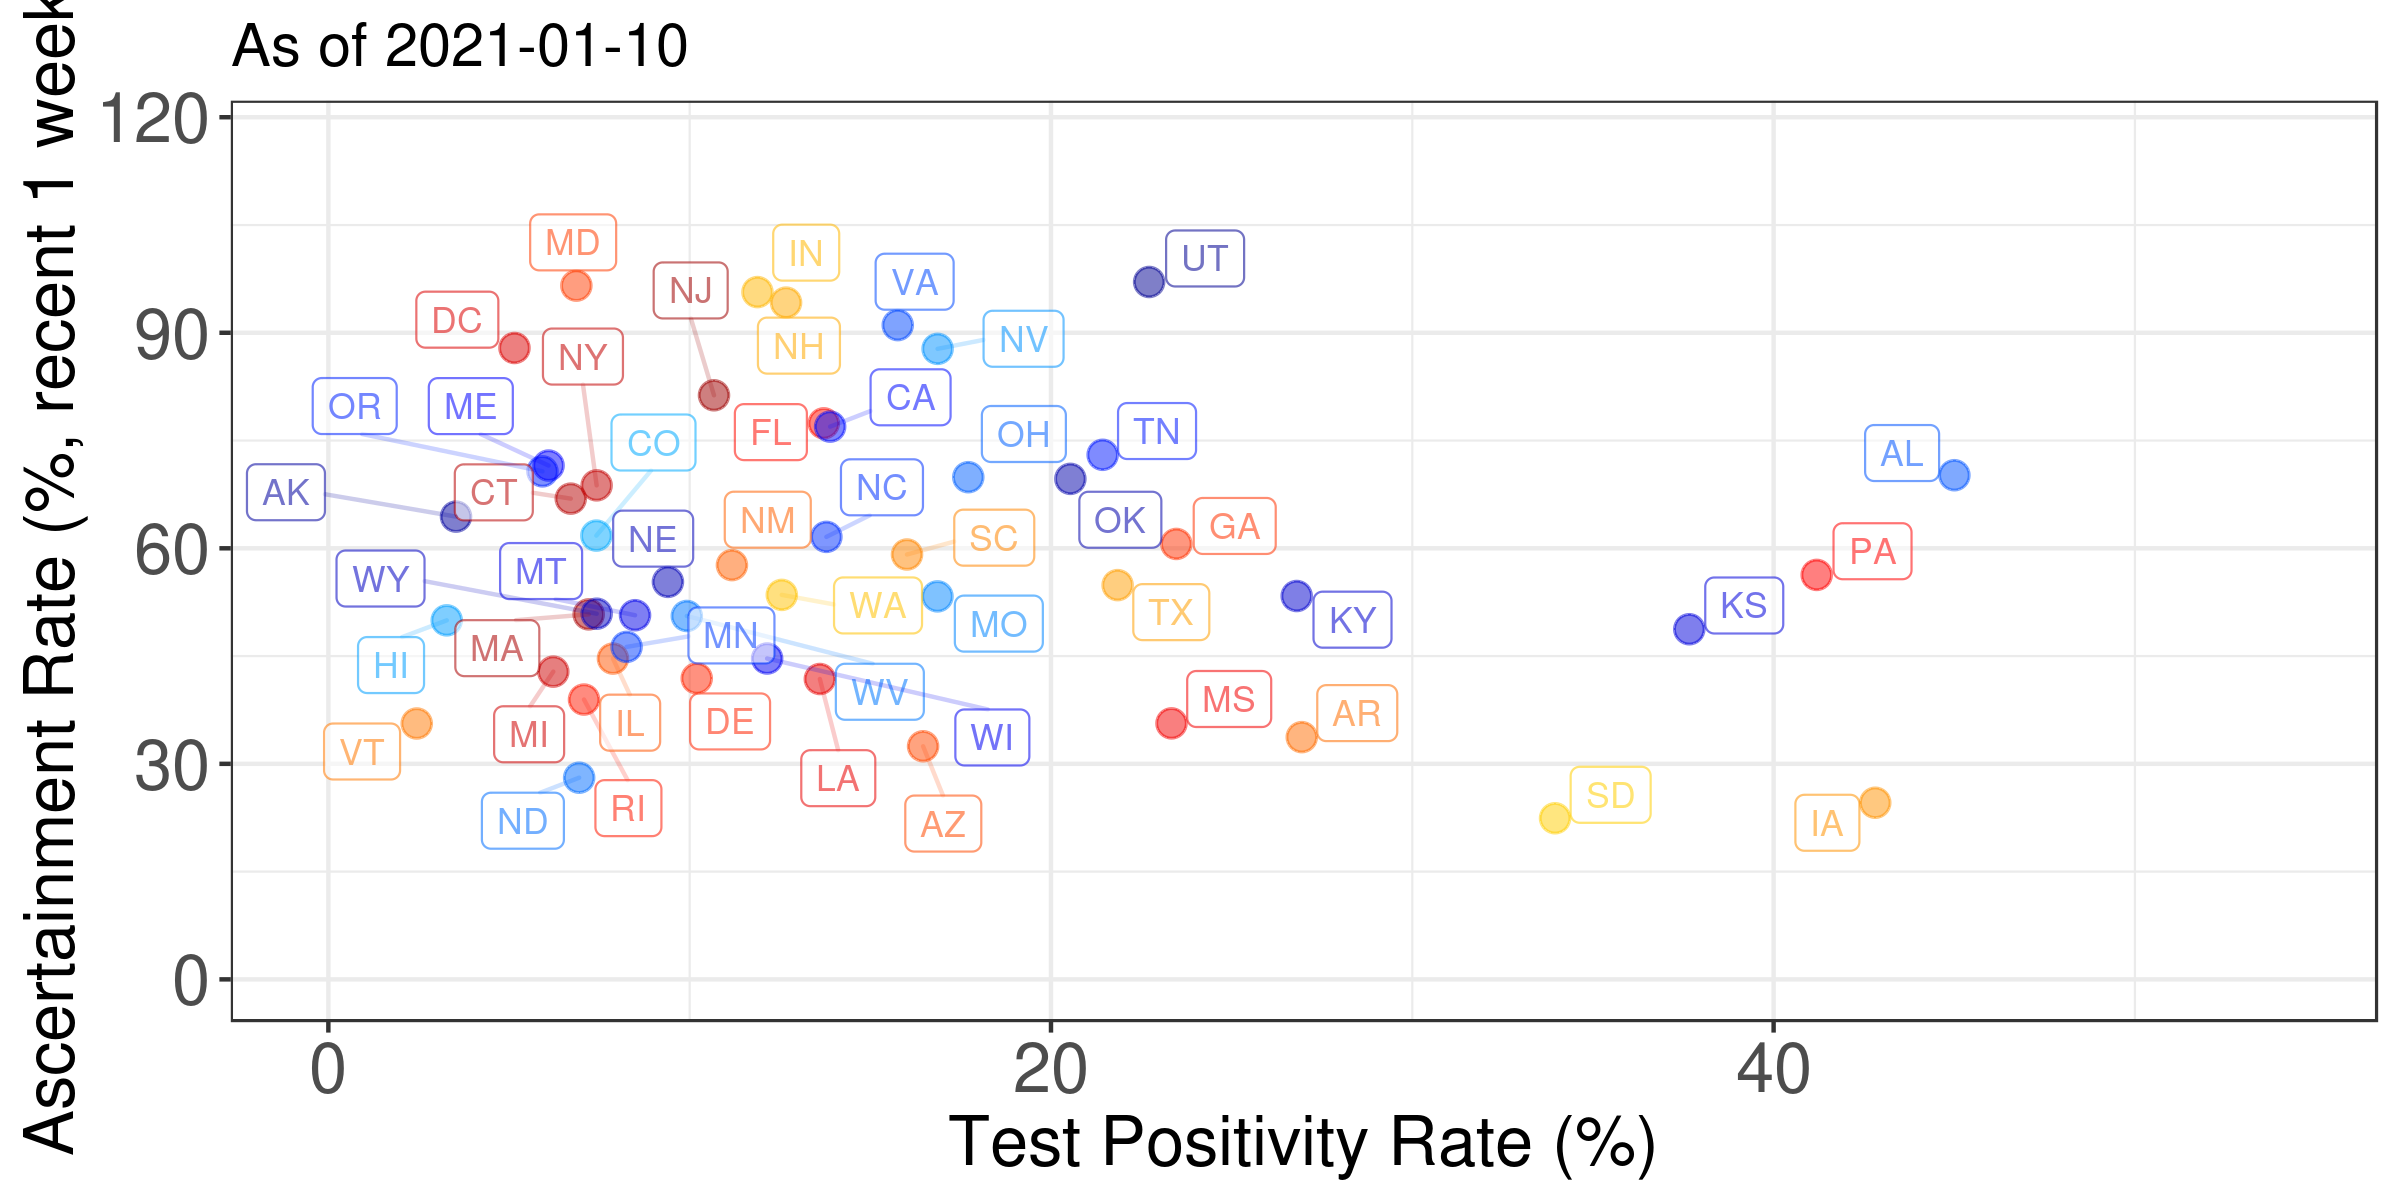 As of 2021-01-10
Ascertainment Rate (%, recent 1 week
120
90
60
30
0
MD
IN
UT
VA
NJ
DC
NV
NH
NY
CA
OR
ME
FL
TN
OH
CO
AL
NC
AK
CT
NM
OK
GA
SC
NE
PA
MT
WY
WA
KS
TX
KY
MO
MN
MA
HI
WV
MS
AR
IL
DE
MI
WI
VT
LA
SD
RI
ND
AZ
IA
0
20
40
Test Positivity Rate (%)